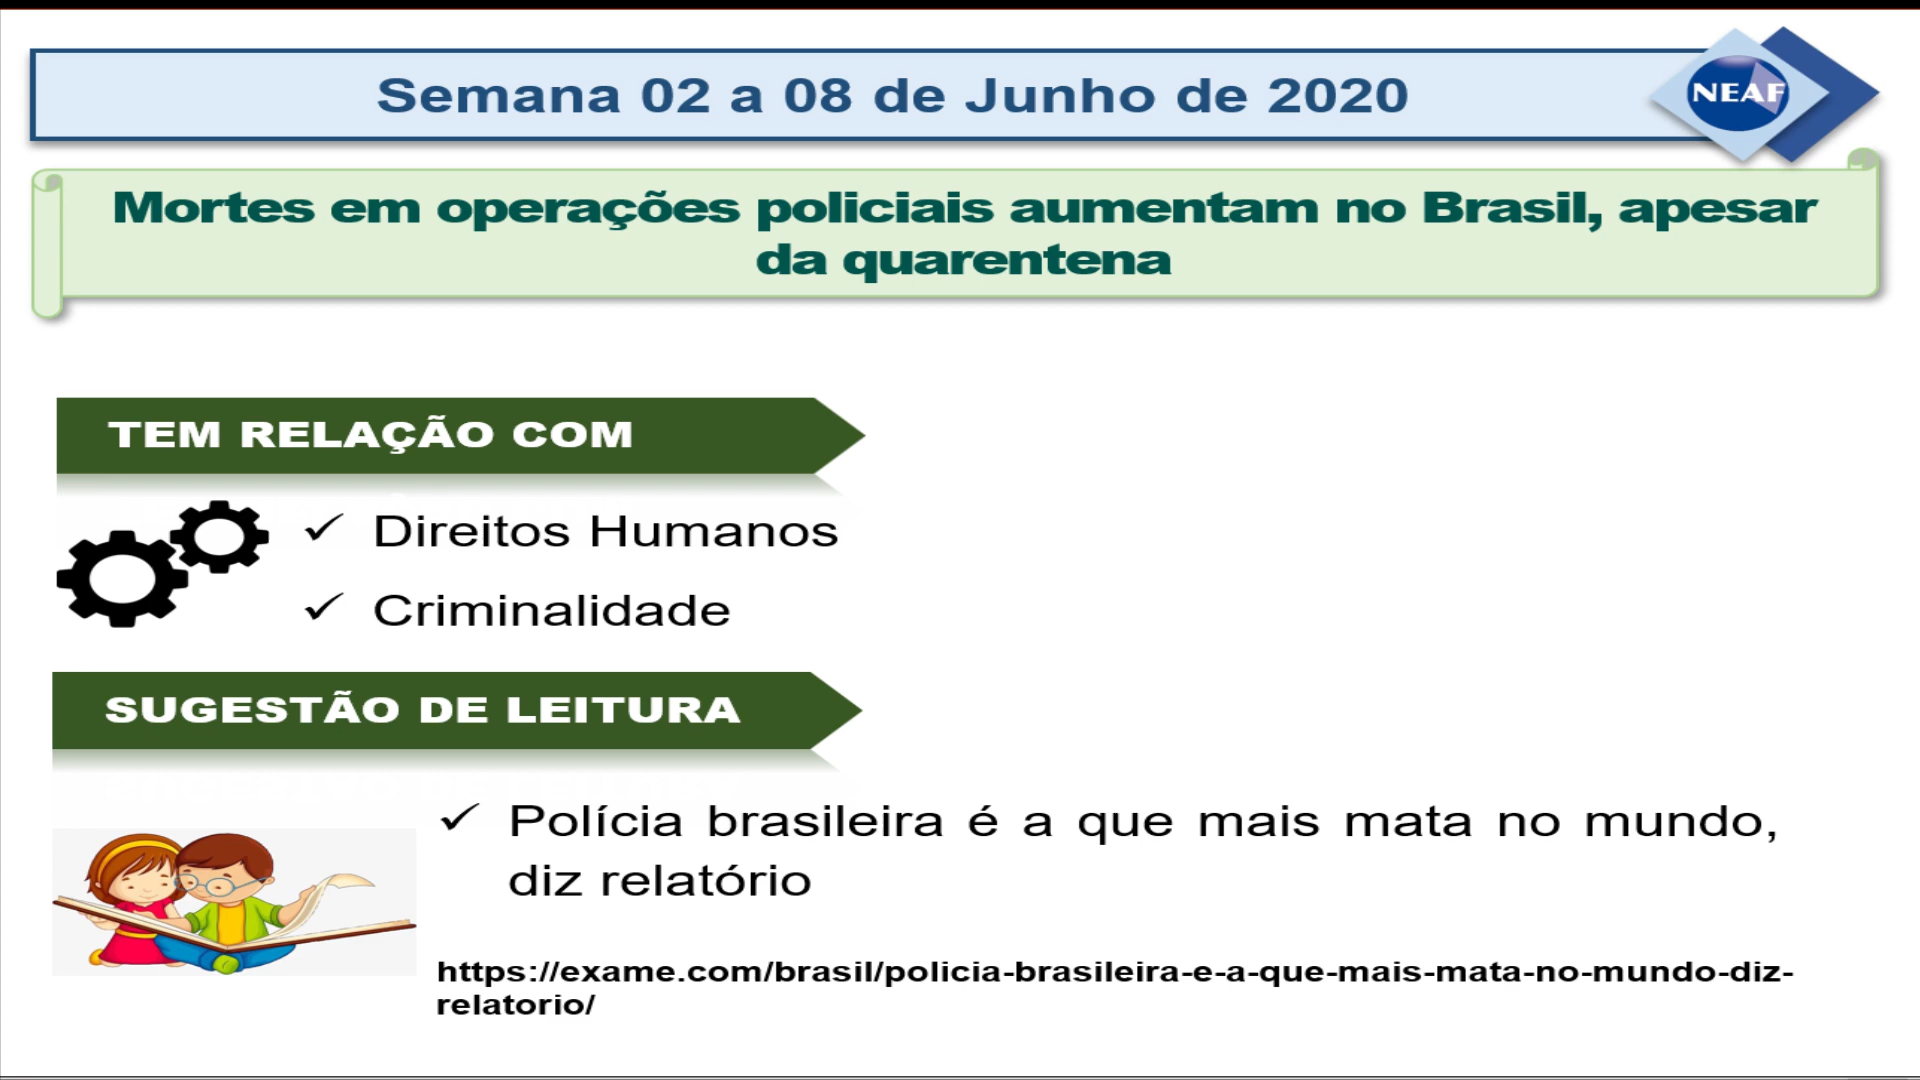 Semana 02 a 08 de Junho de 2020
NEAF
Mortes em operações policiais aumentam no Brasil, apesar
da quarentena
TEM RELAÇÃO COM
✓ Direitos Humanos
✓ Criminalidade
SUGESTÃO DE LEITURA
✓ Polícia brasileira é a que mais mata no mundo,
diz relatório
https://exame.com/brasil/policia-brasileira-e-a-que-mais-mata-no-mundo-diz-
relatorio/